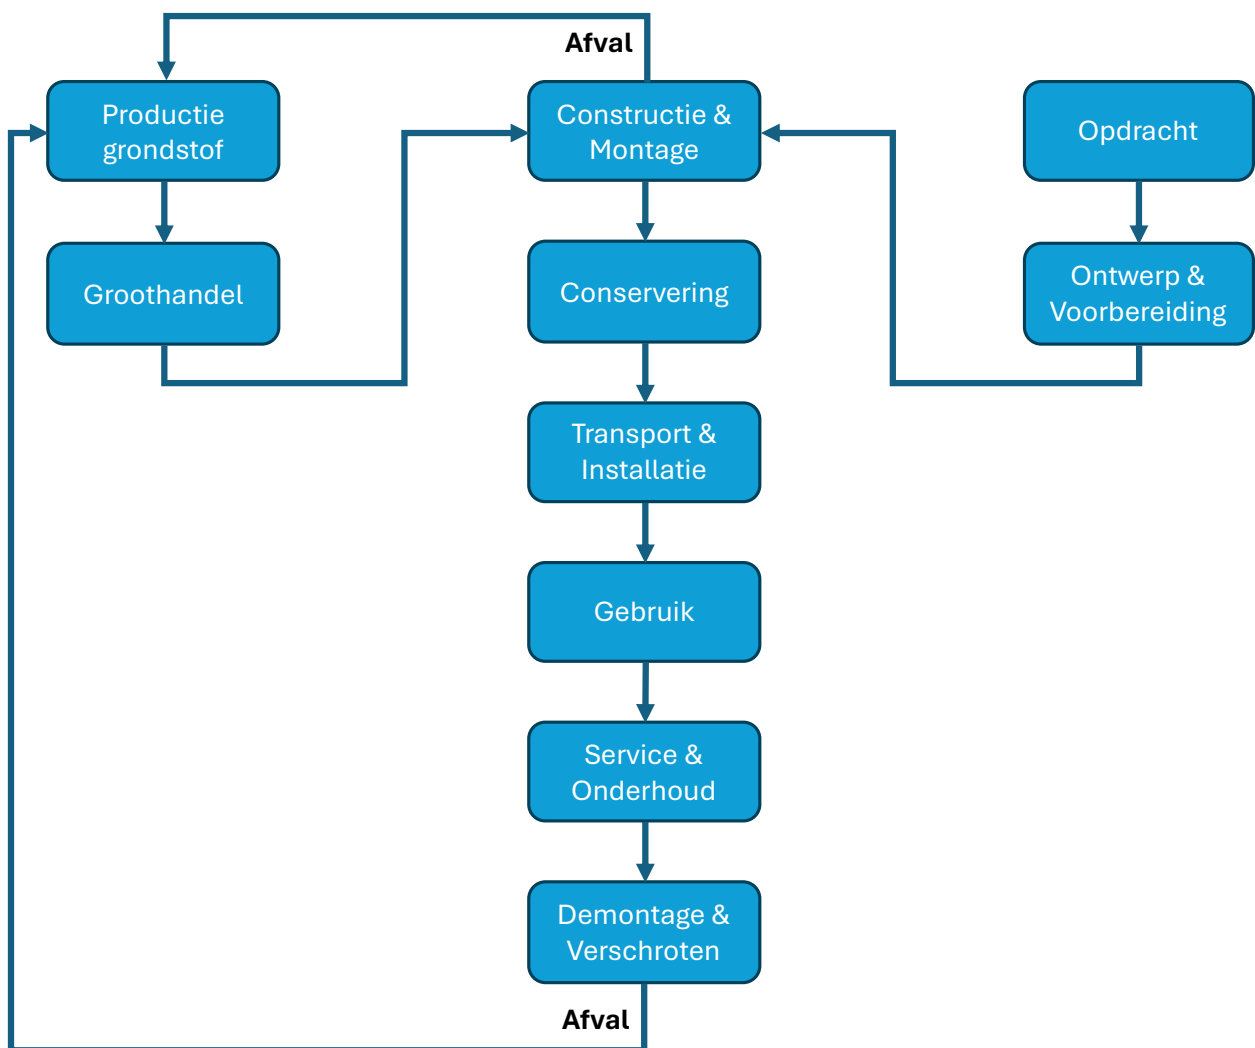 Afval
Productie
grondstof
Constructie &
Montage
Opdracht
Groothandel
Conservering
Ontwerp &
Voorbereiding
Transport &
Installatie
Gebruik
Service &
Onderhoud
Demontage &
Verschroten
Afval